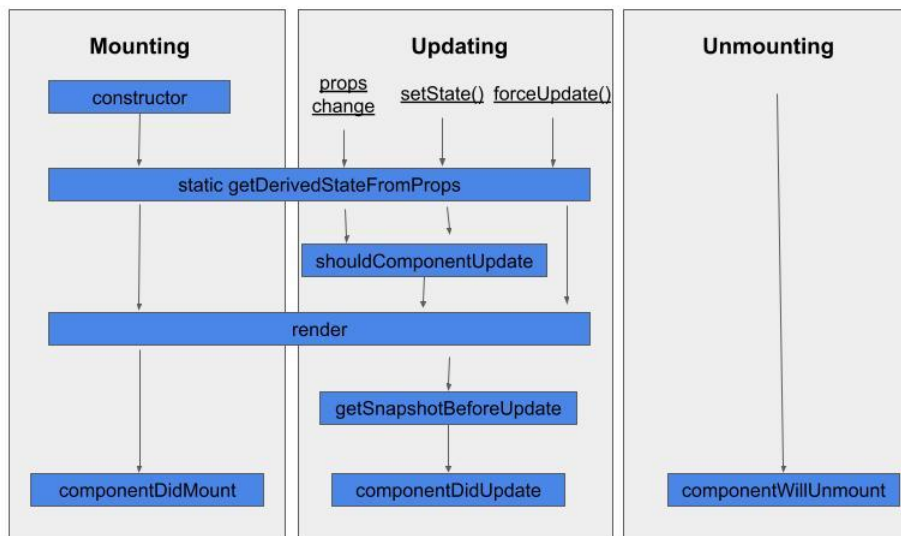 Mounting
Updating
Unmounting
props
change
setState()
forceUpdate()
constructor
static getDerivedStateFromProps
shouldComponentUpdate
render
getSnapshotBeforeUpdate
componentDidMount
componentDidUpdate
componentWillUnmount